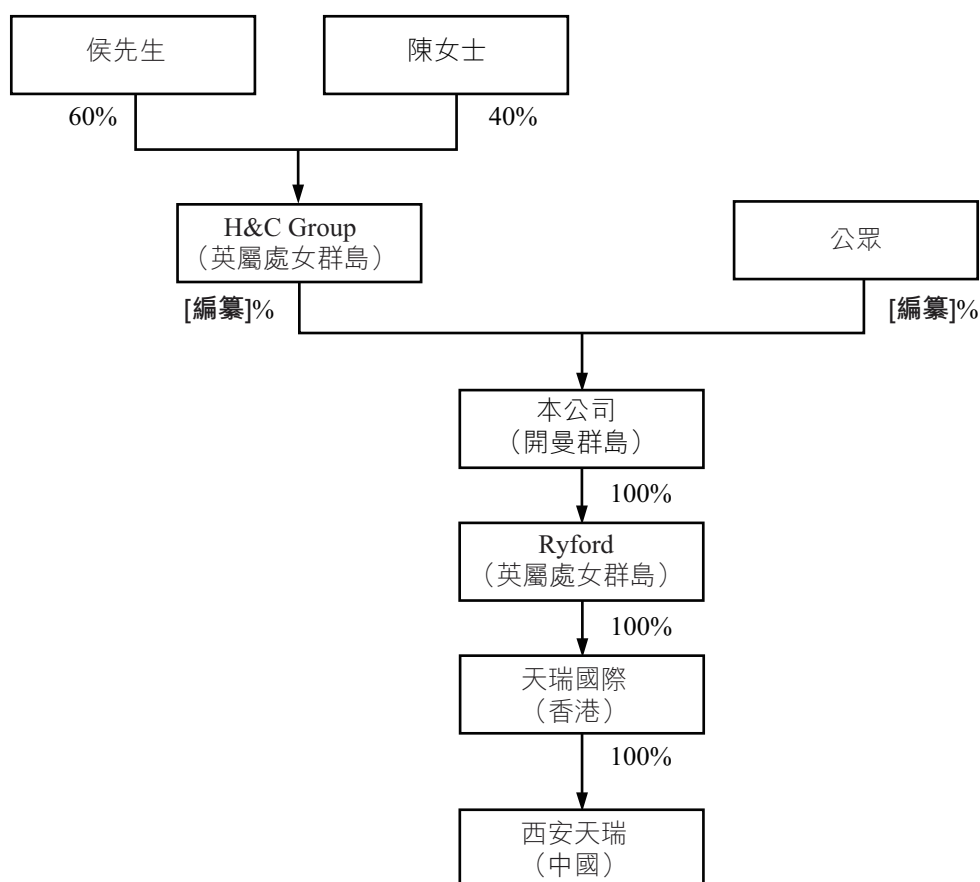 侯先生
陳女士
60%
40%
H&C Group
（英屬處女群島）
公眾
[編纂]%
[編纂]%
本公司
（開曼群島）
100%
Ryford
（英屬處女群島）
100%
天瑞國際
（香港）
100%
西安天瑞
（中國）